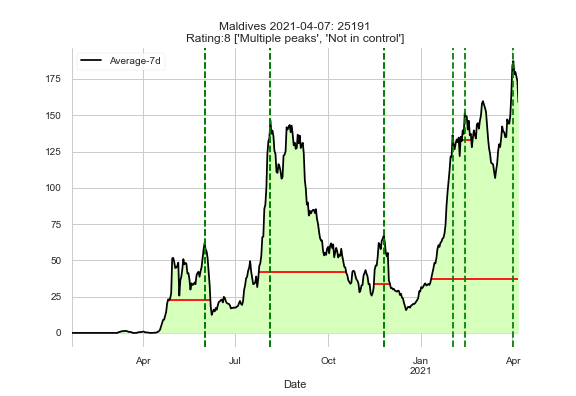 Maldives 2021-04-07: 25191
Rating:8 ['Multiple peaks', 'Not in control']
Average-7d
175
150
125
100
75
50
25
0
Apr Jul Oct Jan Apr
2021
Date